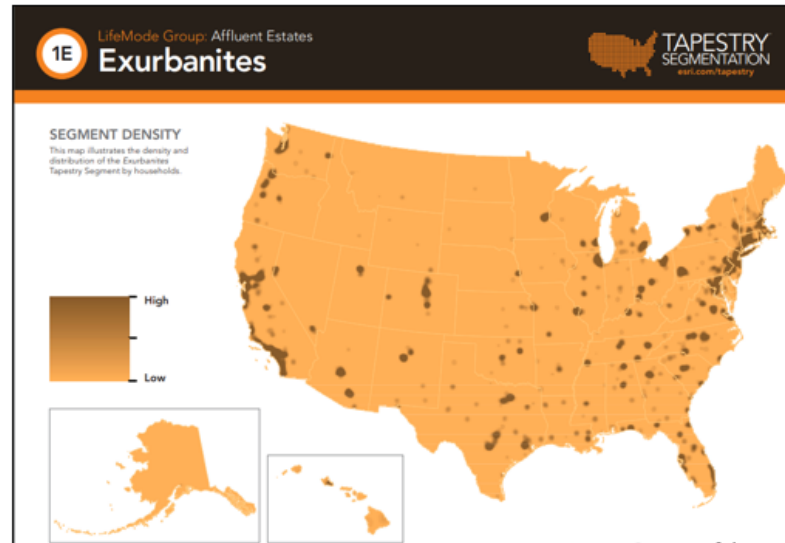 1E
LifeMode Group: Affluent Estates
Exurbanites
TAPESTRY
SEGMENTATION
esri.com/tapestry
SEGMENT DENSITY
This map illustrates the density and
distribution of the Exurbanites
Tapestry Segment by households.
High
Low